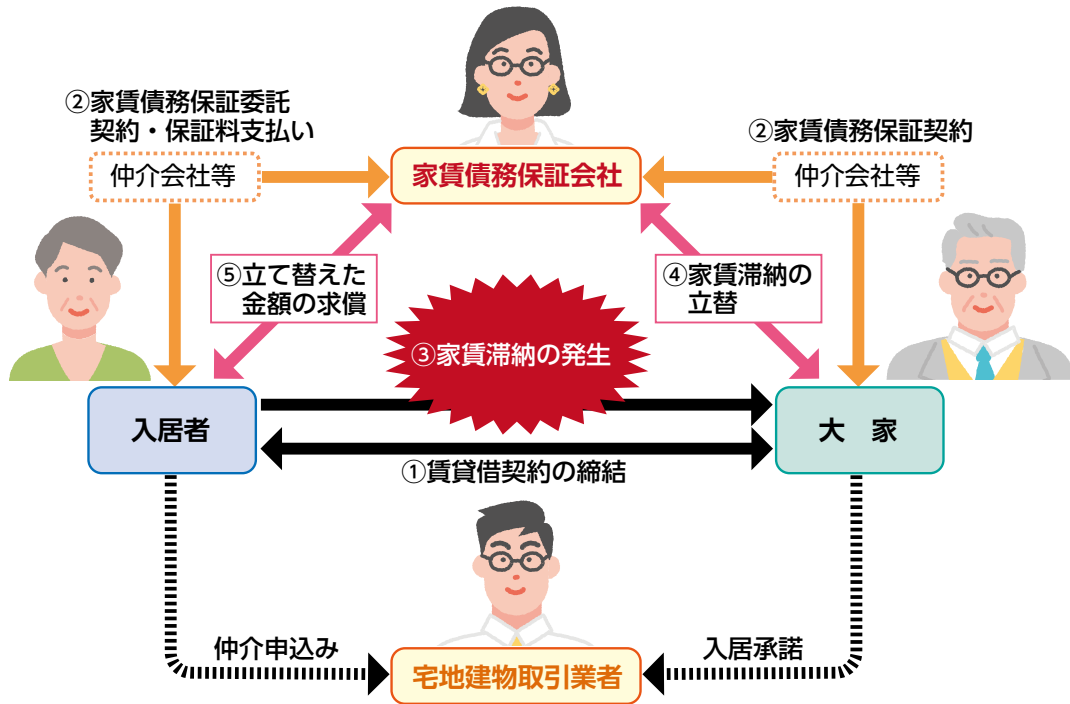 ②家賃債務保証委託
契約・保証料支払い
仲介会社等
家賃債務保証会社
②家賃債務保証契約
仲介会社等
⑤立て替えた
金額の求償
④家賃滞納の
立替
③家賃滞納の発生
入居者
大　家
①賃貸借契約の締結
仲介申込み
入居承諾
宅地建物取引業者